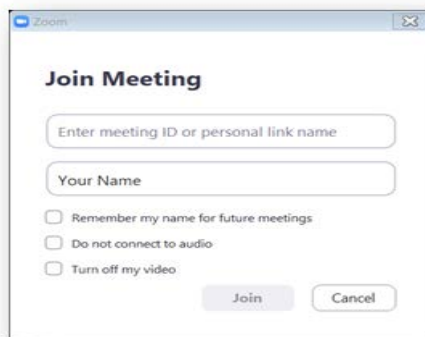 Zoom
Join Meeting
Enter meeting ID or personal link name
Your Name
Remember my name for future meetings
Do not connect to audio
Turn off my video
Join Cancel